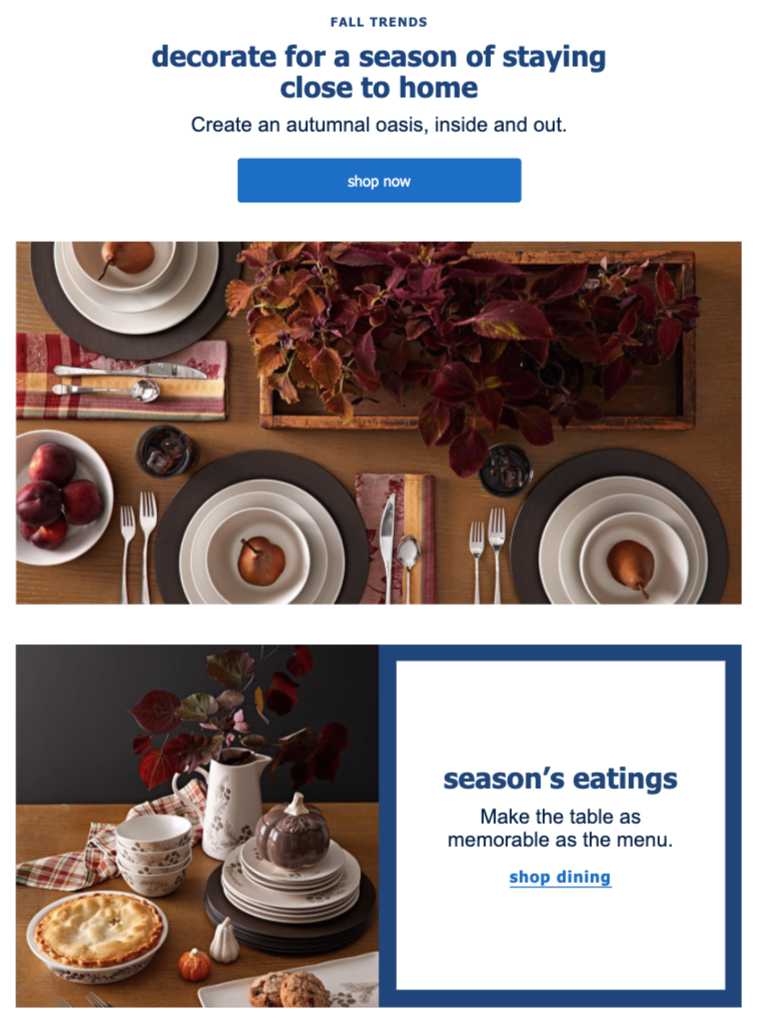 FALL TRENDS
decorate for a season of staying
close to home
Create an autumnal oasis, inside and out.
shop now
season’s eatings
Make the table as
memorable as the menu.
shop dining